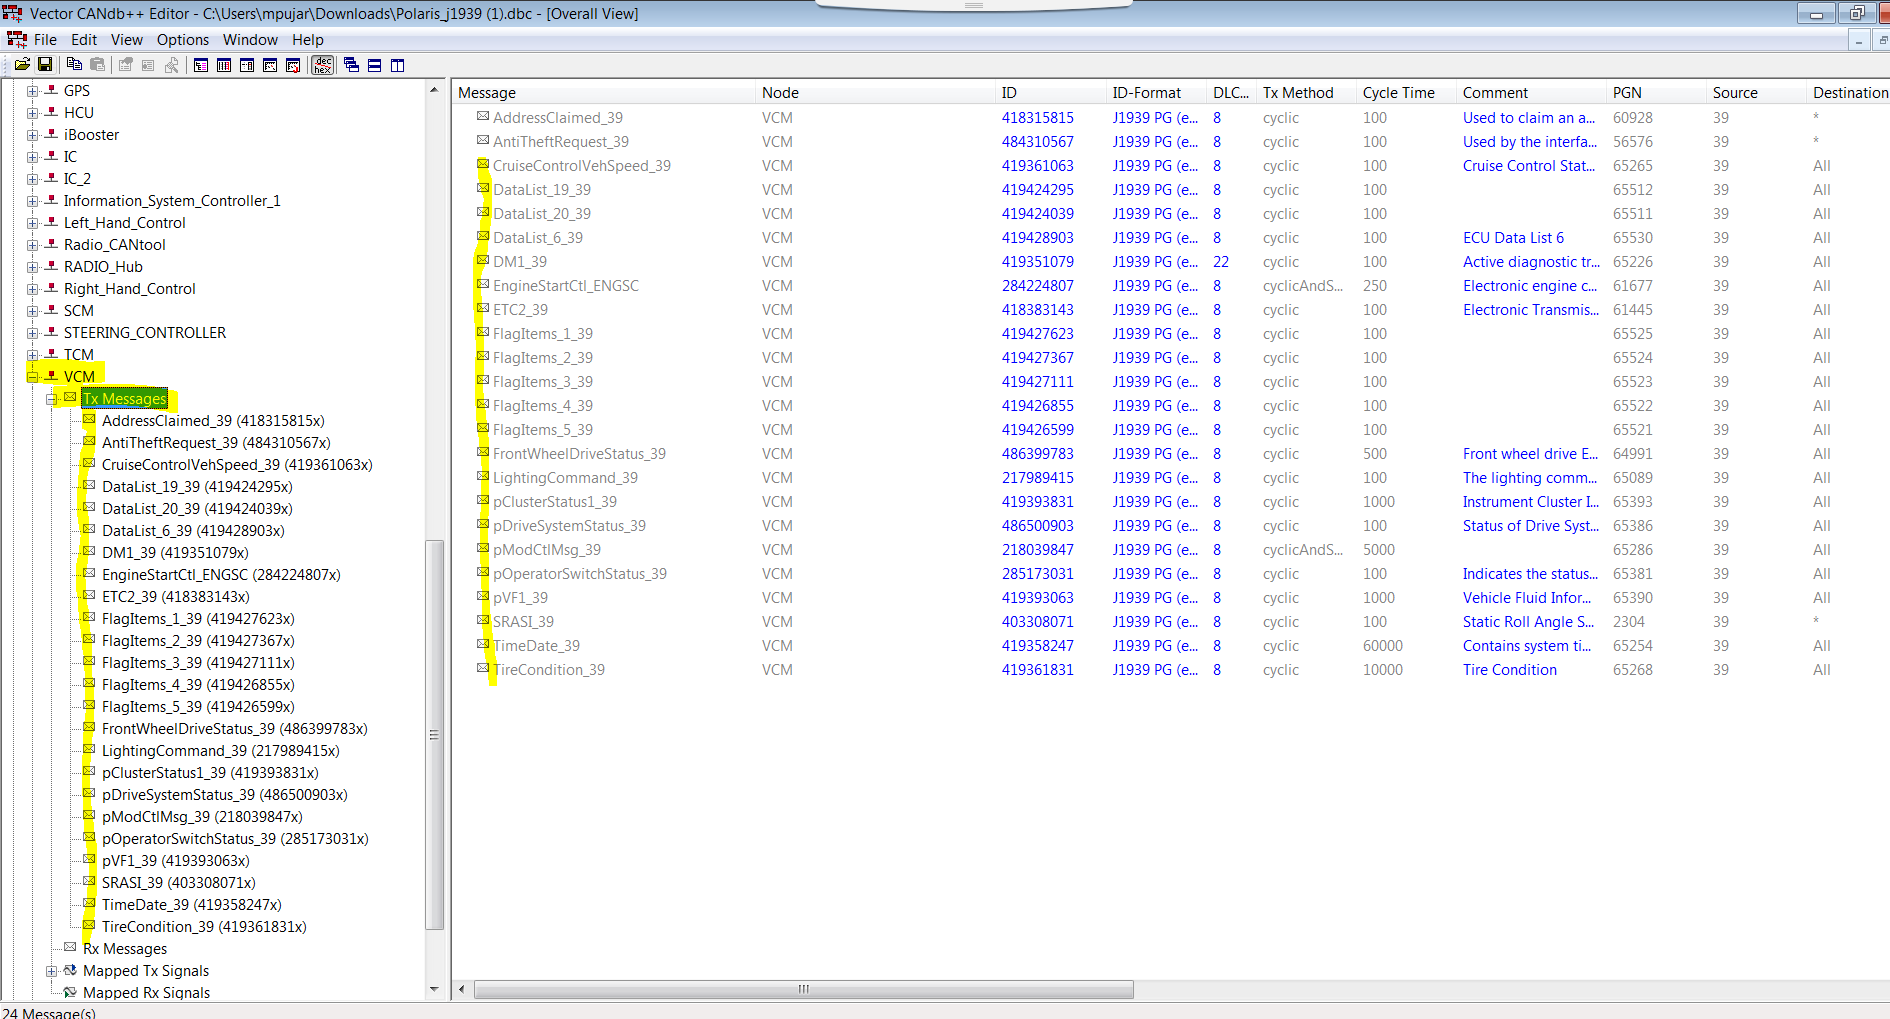 Vector CANdb++ Editor - C:\Users\mpujar\Downloads\Polaris_j1939 (1).dbc - [Overall View]
File Edit View Options Window Help
dec
hex
GPS
HCU
iBooster
IC
IC_2
Information_System_Controller_1
Left_Hand_Control
Radio_CANtool
RADIO_Hub
Right_Hand_Control
SCM
STEERING_CONTROLLER
TCM
VCM
Tx Messages
AddressClaimed_39 (418315815x)
AntiTheftRequest_39 (484310567x)
CruiseControlVehSpeed_39 (419361063x)
DataList_19_39 (419424295x)
DataList_20_39 (419424039x)
DataList_6_39 (419428903x)
DM1_39 (419351079x)
EngineStartCtl_ENGSC (284224807x)
ETC2_39 (418383143x)
FlagItems_1_39 (419427623x)
FlagItems_2_39 (419427367x)
FlagItems_3_39 (419427111x)
FlagItems_4_39 (419426855x)
FlagItems_5_39 (419426599x)
FrontWheelDriveStatus_39 (486399783x)
LightingCommand_39 (217989415x)
pClusterStatus1_39 (419393831x)
pDriveSystemStatus_39 (486500903x)
pModCtlMsg_39 (218039847x)
pOperatorSwitchStatus_39 (285173031x)
pVF1_39 (419393063x)
SRASI_39 (403308071x)
TimeDate_39 (419358247x)
TireCondition_39 (419361831x)
Rx Messages
Mapped Tx Signals
Mapped Rx Signals
Message Node ID ID-Format DLC... Tx Method Cycle Time Comment PGN Source Destination
AddressClaimed_39 VCM 418315815 J1939 PG (e... 8 cyclic 100 Used to claim an a... 60928 39 *
AntiTheftRequest_39 VCM 484310567 J1939 PG (e... 8 cyclic 100 Used by the interfa... 56576 39 *
CruiseControlVehSpeed_39 VCM 419361063 J1939 PG (e... 8 cyclic 100 Cruise Control Stat... 65265 39 All
DataList_19_39 VCM 419424295 J1939 PG (e... 8 cyclic 100 65512 39 All
DataList_20_39 VCM 419424039 J1939 PG (e... 8 cyclic 100 65511 39 All
DataList_6_39 VCM 419428903 J1939 PG (e... 8 cyclic 100 ECU Data List 6 65530 39 All
DM1_39 VCM 419351079 J1939 PG (e... 22 cyclic 100 Active diagnostic tr... 65226 39 All
EngineStartCtl_ENGSC VCM 284224807 J1939 PG (e... 8 cyclicAndS... 250 Electronic engine c... 61677 39 All
ETC2_39 VCM 418383143 J1939 PG (e... 8 cyclic 100 Electronic Transmis... 61445 39 All
FlagItems_1_39 VCM 419427623 J1939 PG (e... 8 cyclic 100 65525 39 All
FlagItems_2_39 VCM 419427367 J1939 PG (e... 8 cyclic 100 65524 39 All
FlagItems_3_39 VCM 419427111 J1939 PG (e... 8 cyclic 100 65523 39 All
FlagItems_4_39 VCM 419426855 J1939 PG (e... 8 cyclic 100 65522 39 All
FlagItems_5_39 VCM 419426599 J1939 PG (e... 8 cyclic 100 65521 39 All
FrontWheelDriveStatus_39 VCM 486399783 J1939 PG (e... 8 cyclic 500 Front wheel drive E... 64991 39 All
LightingCommand_39 VCM 217989415 J1939 PG (e... 8 cyclic 100 The lighting comm... 65089 39 All
pClusterStatus1_39 VCM 419393831 J1939 PG (e... 8 cyclic 1000 Instrument Cluster I... 65393 39 All
pDriveSystemStatus_39 VCM 486500903 J1939 PG (e... 8 cyclic 100 Status of Drive Syst... 65386 39 All
pModCtlMsg_39 VCM 218039847 J1939 PG (e... 8 cyclicAndS... 5000 65286 39 All
pOperatorSwitchStatus_39 VCM 285173031 J1939 PG (e... 8 cyclic 100 Indicates the status... 65381 39 All
pVF1_39 VCM 419393063 J1939 PG (e... 8 cyclic 1000 Vehicle Fluid Infor... 65390 39 All
SRASI_39 VCM 403308071 J1939 PG (e... 8 cyclic 100 Static Roll Angle S... 2304 39 *
TimeDate_39 VCM 419358247 J1939 PG (e... 8 cyclic 60000 Contains system ti... 65254 39 All
TireCondition_39 VCM 419361831 J1939 PG (e... 8 cyclic 10000 Tire Condition 65268 39 All
24 Message(s)